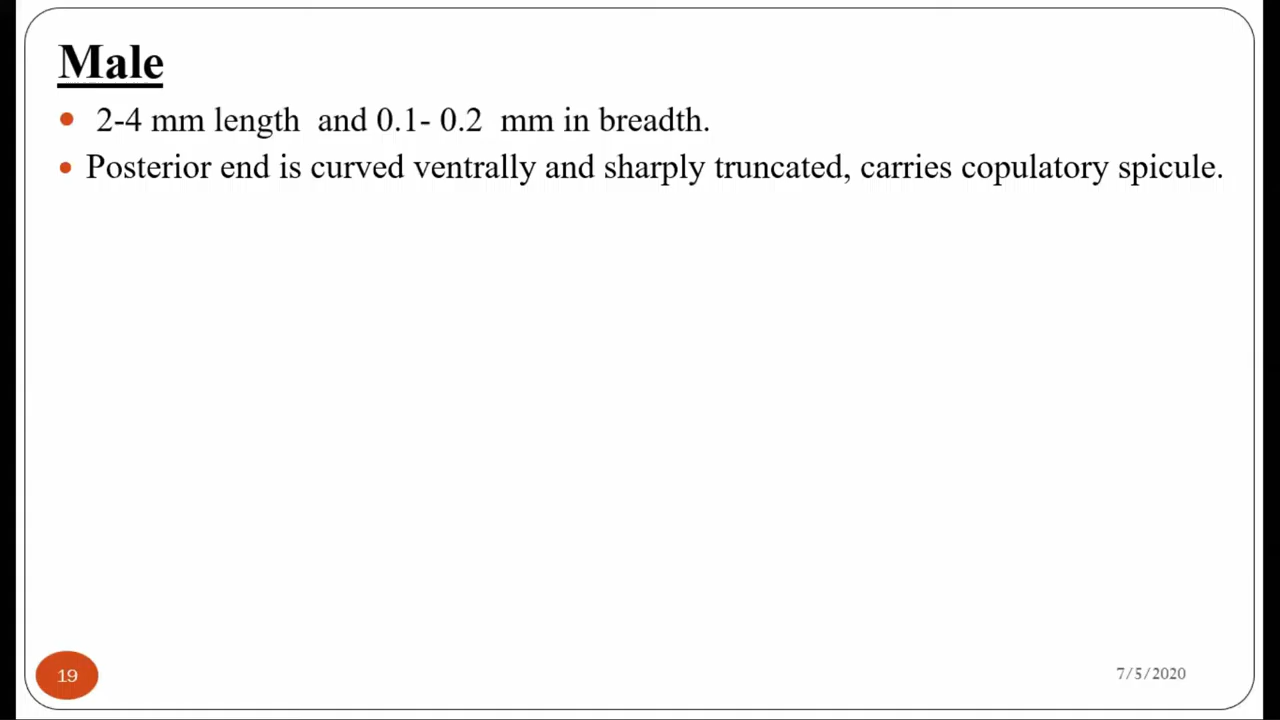 Male
• 2-4 mm length and 0.1- 0.2 mm in breadth.
• Posterior end is curved ventrally and sharply truncated, carries copulatory spicule.
19
7/5/2020